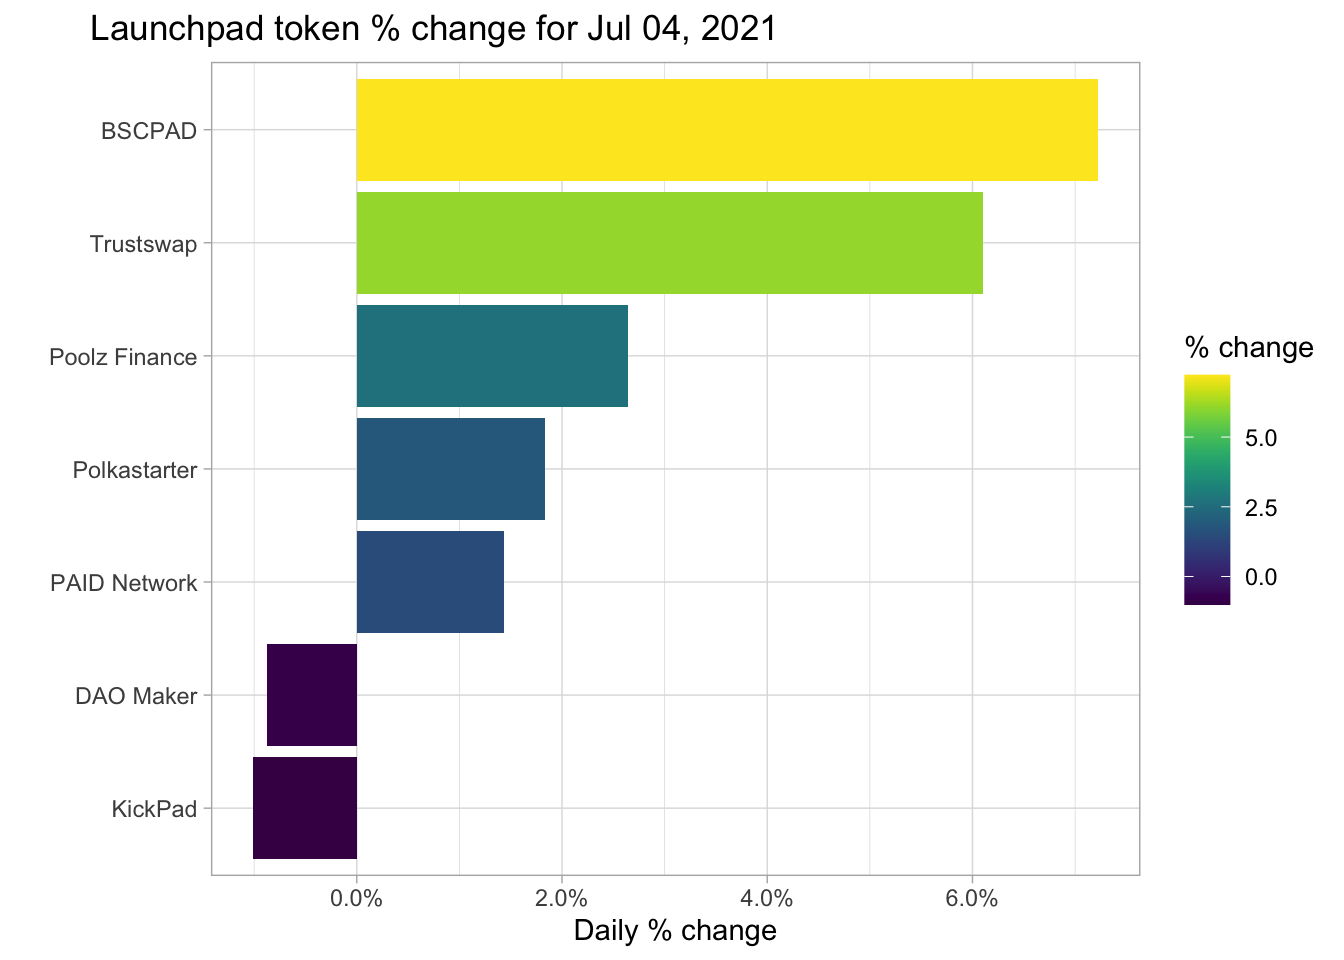 Launchpad token % change for Jul 04, 2021
BSCPAD
Trustswap
Poolz Finance
Polkastarter
PAID Network
DAO Maker
KickPad
0.0%
2.0%
4.0%
6.0%
Daily % change
% change
5.0
2.5
0.0